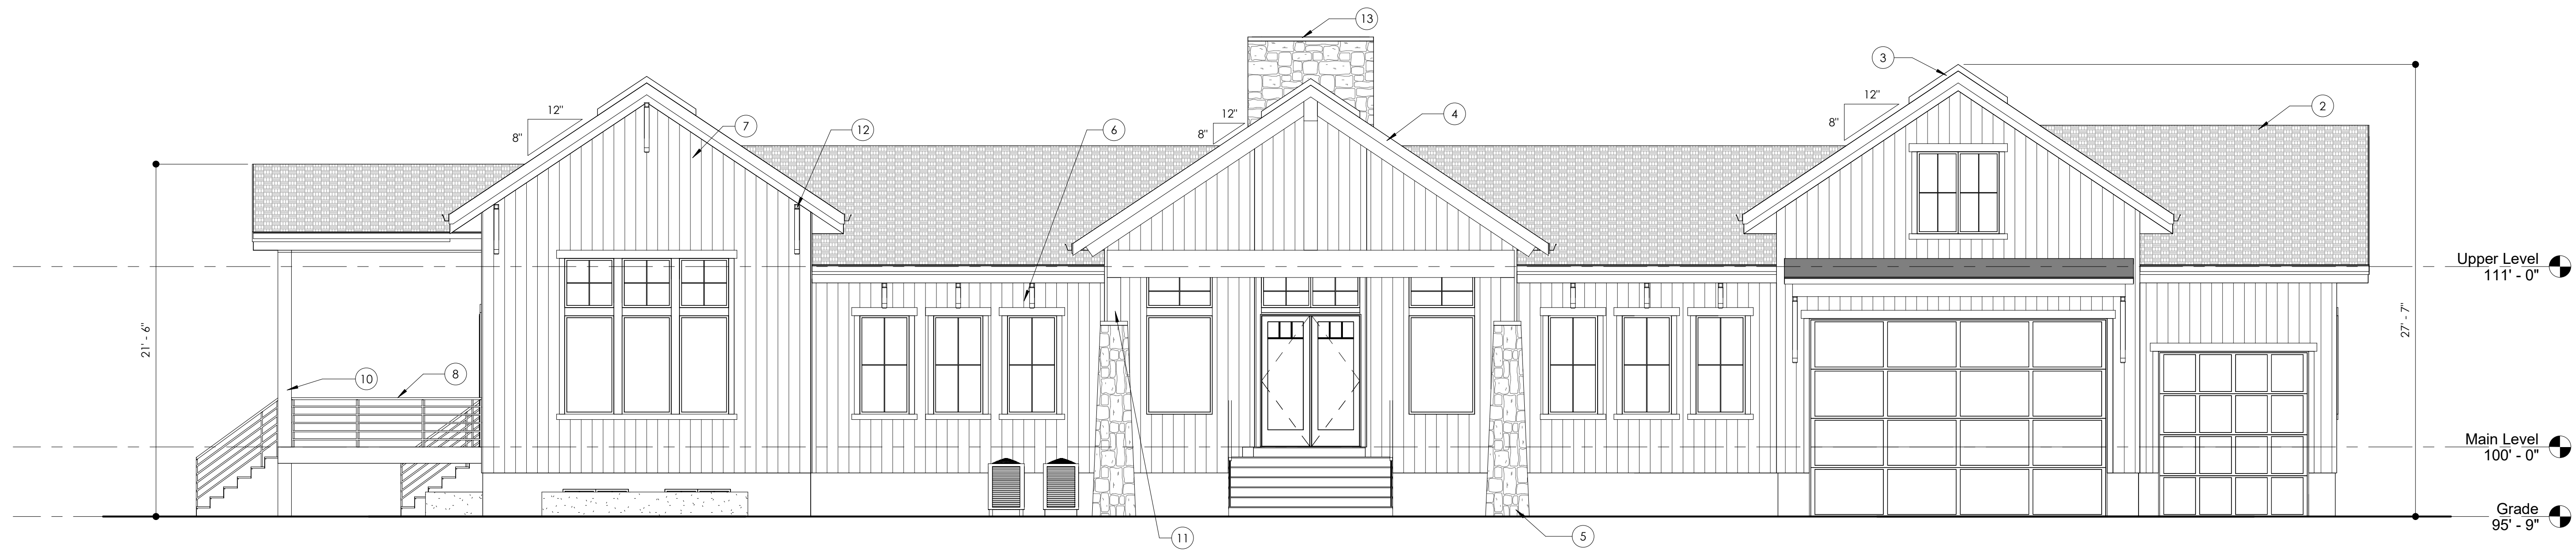 13
3
12"
8"
12"
8"
12"
8"
2
4
7
12
6
Upper Level
111' - 0"
21' - 6"
27' - 7"
10
8
Main Level
100' - 0"
Grade
95' - 9"
11
5